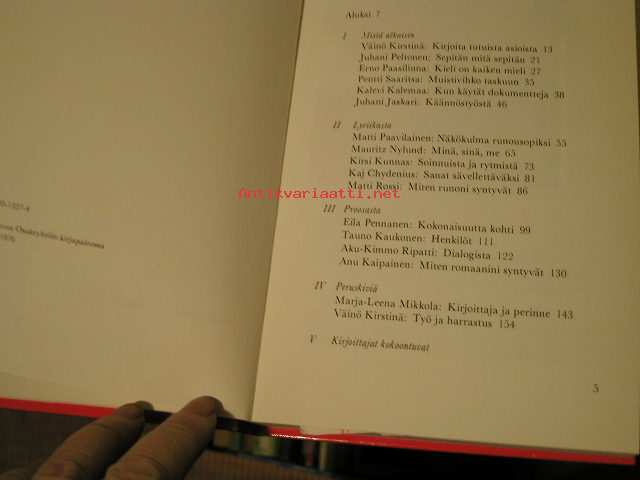 Aluksi 7
I Mistä alkaisin
Väinö Kirstinä: Kirjoita tutuista asioista 13
Juhani Peltonen: Sepitän mitä sepitän 21
Erno Paasilinna: Kieli on kaiken mieli 27
Pentti Saaritsa: Muistivihko taskuun 35
Kalevi Kalemaa: Kun käytät dokumentteja 38
Juhani Jaskari: Käännöstyöstä 46
II Lyriikasta
Matti Paavilainen: Näkökulma runousopiksi 55
Mauritz Nylund: Minä, sinä, me 65
Kirsi Kunnas: Soinnuista ja rytmistä 73
Kaj Chydenius: Sanat sävellettäväksi 81
Matti Rossi: Miten runoni syntyvät 86
Antikvariaatti.net
III Proosasta
Eila Pennanen: Kokonaisuutta kohti 99
Tauno Kaukonen: Henkilöt 111
Aku-Kimmo Ripatti: Dialogista 122
Anu Kaipainen: Miten romaanini syntyvät 130
IV Peruskiviä
Marja-Leena Mikkola: Kirjoittaja ja perinne 143
Väinö Kirstinä: Työ ja harrastus 154
V Kirjoittajat kokoontuvat
5